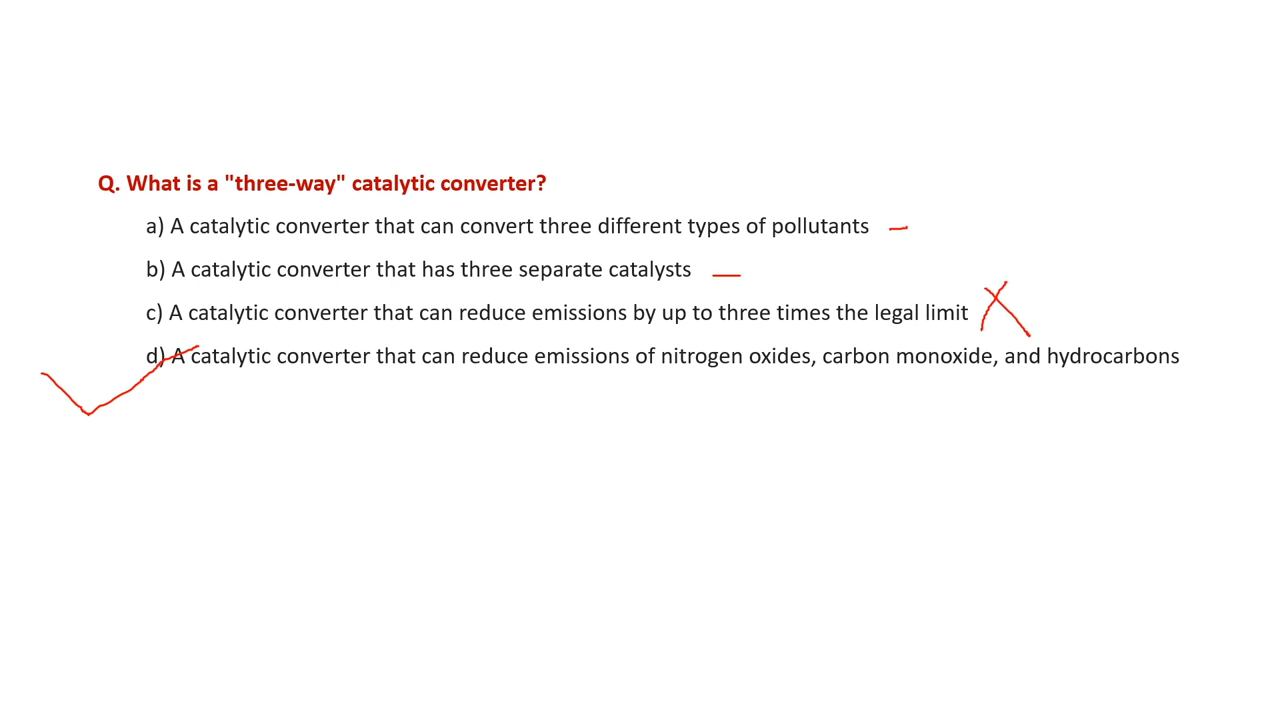 Q. What is a "three-way" catalytic converter?
a) A catalytic converter that can convert three different types of pollutants
b) A catalytic converter that has three separate catalysts
c) A catalytic converter that can reduce emissions by up to three times the legal limit
d) A catalytic converter that can reduce emissions of nitrogen oxides, carbon monoxide, and hydrocarbons